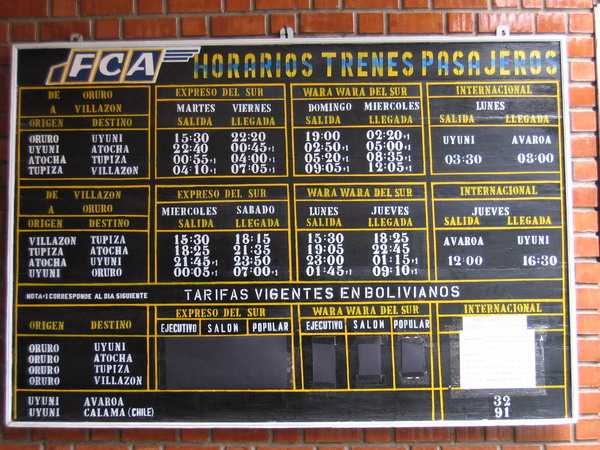 FCA HORARIOS TRENES PASAJEROS
DE ORURO A VILLAZON
EXPRESO DEL SUR
WARA WARA DEL SUR
INTERNACIONAL
MARTES VIERNES
DOMINGO MIERCOLES
LUNES
ORIGEN DESTINO SALIDA LLEGADA SALIDA LLEGADA SALIDA LLEGADA
ORURO UYUNI 15:30 22:20 19:00 02:20+1
UYUNI ATOCHA 22:40 00:45+1 02:50+1 05:00+1
ATOCHA TUPIZA 00:55+1 04:00+1 05:20+1 08:35+1
TUPIZA VILLAZON 04:10+1 07:05+1 09:05+1 12:05+1
UYUNI AVAROA
03:30 08:00
DE VILLAZON A ORURO
EXPRESO DEL SUR
WARA WARA DEL SUR
INTERNACIONAL
MIERCOLES SABADO
LUNES JUEVES
JUEVES
ORIGEN DESTINO SALIDA LLEGADA SALIDA LLEGADA SALIDA LLEGADA
VILLAZON TUPIZA 15:30 18:15 15:30 18:25
TUPIZA ATOCHA 18:25 21:35 19:05 22:45
ATOCHA UYUNI 21:45+1 23:50 23:00 01:15+1
UYUNI ORURO 00:05+1 07:00+1 01:45+1 09:10+1
AVAROA UYUNI
12:00 16:30
NOTA+1 CORRESPONDE AL DIA SIGUIENTE
TARIFAS VIGENTES EN BOLIVIANOS
EXPRESO DEL SUR
WARA WARA DEL SUR
INTERNACIONAL
ORIGEN DESTINO EJECUTIVO SALON POPULAR EJECUTIVO SALON POPULAR
ORURO UYUNI
ORURO ATOCHA
ORURO TUPIZA
ORURO VILLAZON
UYUNI AVAROA 32
UYUNI CALAMA (CHILE) 91